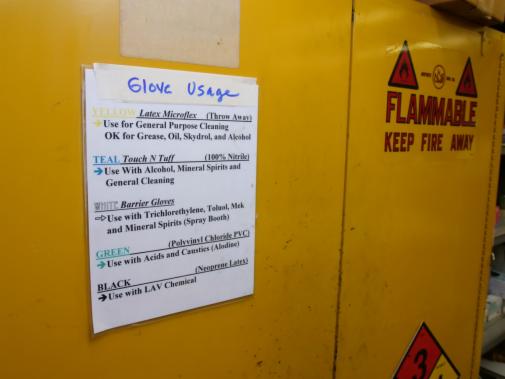 Glove Usage
YELLOW Latex Microflex (Throw Away)
Use for General Purpose Cleaning
OK for Grease, Oil, Skydrol, and Alcohol
TEAL Touch N Tuff (100% Nitrile)
Use With Alcohol, Mineral Spirits and
General Cleaning
WHITE Barrier Gloves
Use with Trichlorethylene, Toluol, Mek
and Mineral Spirits (Spray Booth)
GREEN (Polyvinyl Chloride PVC)
Use with Acids and Caustics (Alodine)
BLACK (Neoprene Latex)
Use with LAV Chemical
FLAMMABLE
KEEP FIRE AWAY
3